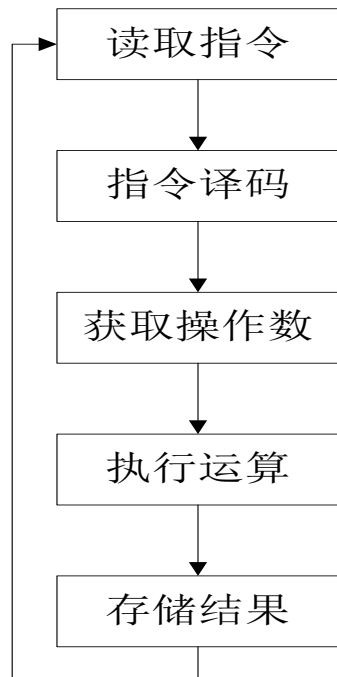 读取指令
指令译码
获取操作数
执行运算
存储结果